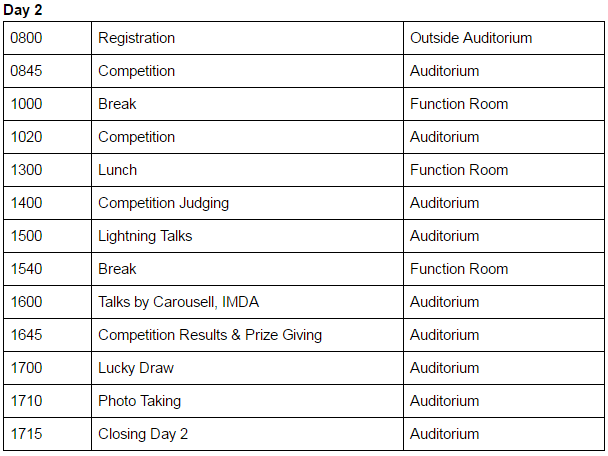 Day 2
0800 Registration Outside Auditorium
0845 Competition Auditorium
1000 Break Function Room
1020 Competition Auditorium
1300 Lunch Function Room
1400 Competition Judging Auditorium
1500 Lightning Talks Auditorium
1540 Break Function Room
1600 Talks by Carousell, IMDA Auditorium
1645 Competition Results & Prize Giving Auditorium
1700 Lucky Draw Auditorium
1710 Photo Taking Auditorium
1715 Closing Day 2 Auditorium